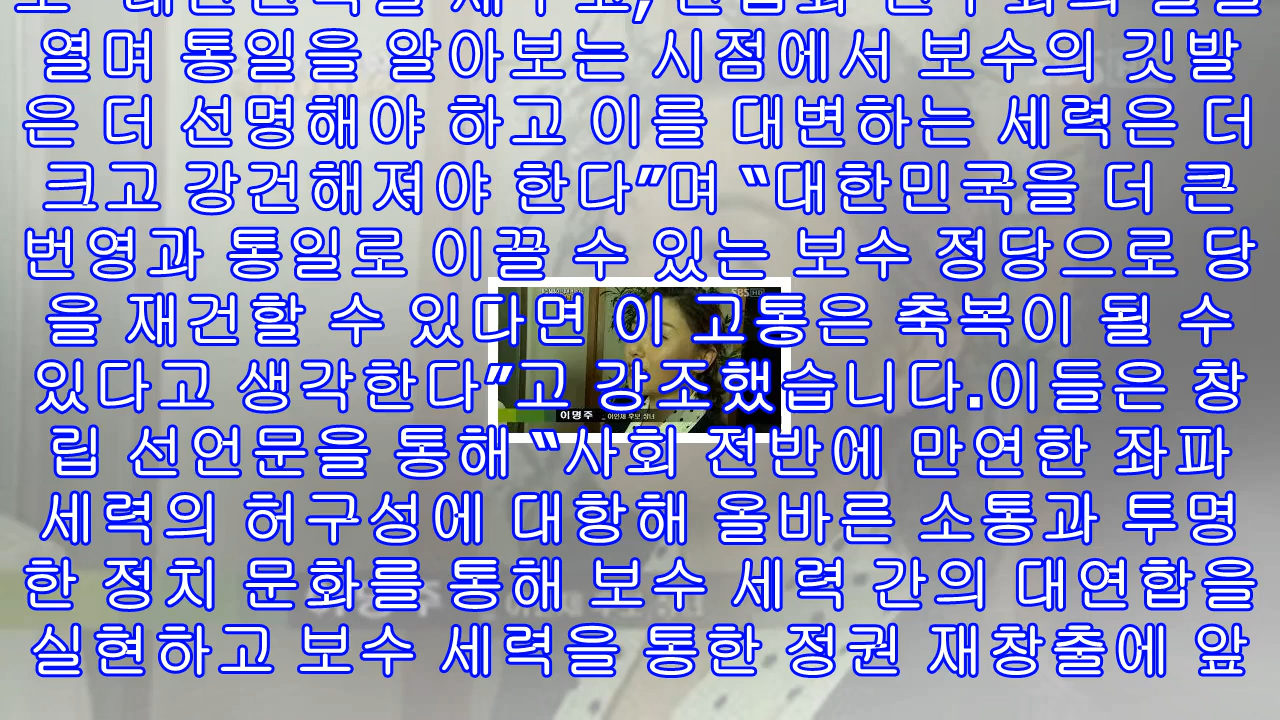 열며 통일을 알아보는 시점에서 보수의 깃발
은 더 선명해야 하고 이를 대변하는 세력은 더
크고 강건해져야 한다”며 “대한민국을 더 큰
번영과 통일로 이끌 수 있는 보수 정당으로 당
을 재건할 수 있다면 이 고통은 축복이 될 수
있다고 생각한다”고 강조했습니다.이들은 창
립 선언문을 통해 “사회 전반에 만연한 좌파
세력의 허구성에 대항해 올바른 소통과 투명
한 정치 문화를 통해 보수 세력 간의 대연합을
실현하고 보수 세력을 통한 정권 재창출에 앞
SBS
이명주